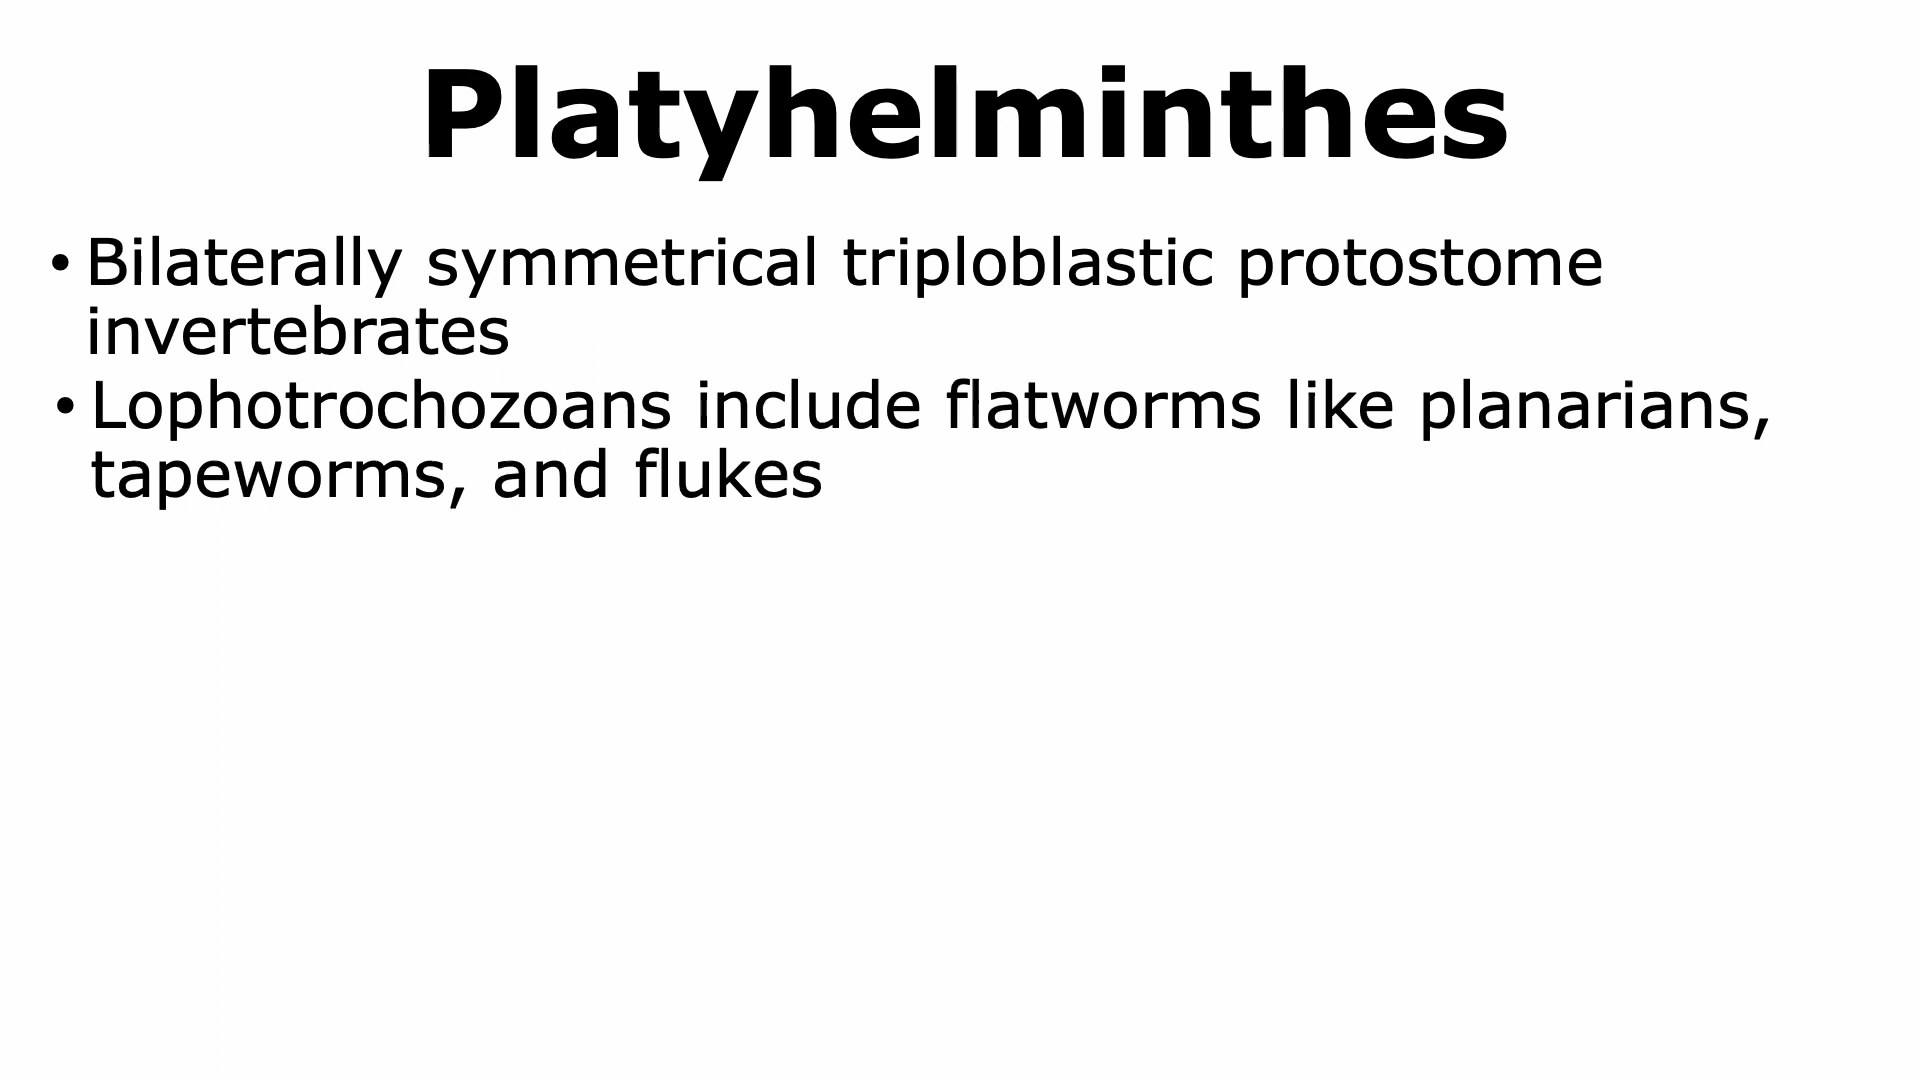 Platyhelminthes
• Bilaterally symmetrical triploblastic protostome
invertebrates
• Lophotrochozoans include flatworms like planarians,
tapeworms, and flukes